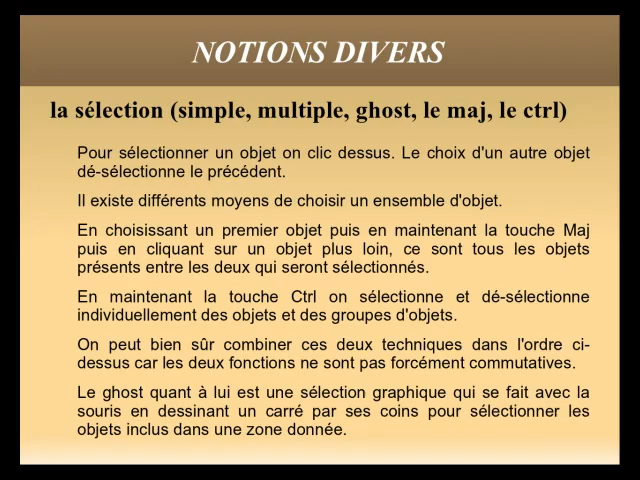 NOTIONS DIVERS
la sélection (simple, multiple, ghost, le maj, le ctrl)
Pour sélectionner un objet on clic dessus. Le choix d'un autre objet
dé-sélectionne le précédent.
Il existe différents moyens de choisir un ensemble d'objet.
En choisissant un premier objet puis en maintenant la touche Maj
puis en cliquant sur un objet plus loin, ce sont tous les objets
présents entre les deux qui seront sélectionnés.
En maintenant la touche Ctrl on sélectionne et dé-sélectionne
individuellement des objets et des groupes d'objets.
On peut bien sûr combiner ces deux techniques dans l'ordre ci-
dessus car les deux fonctions ne sont pas forcément commutatives.
Le ghost quant à lui est une sélection graphique qui se fait avec la
souris en dessinant un carré par ses coins pour sélectionner les
objets inclus dans une zone donnée.